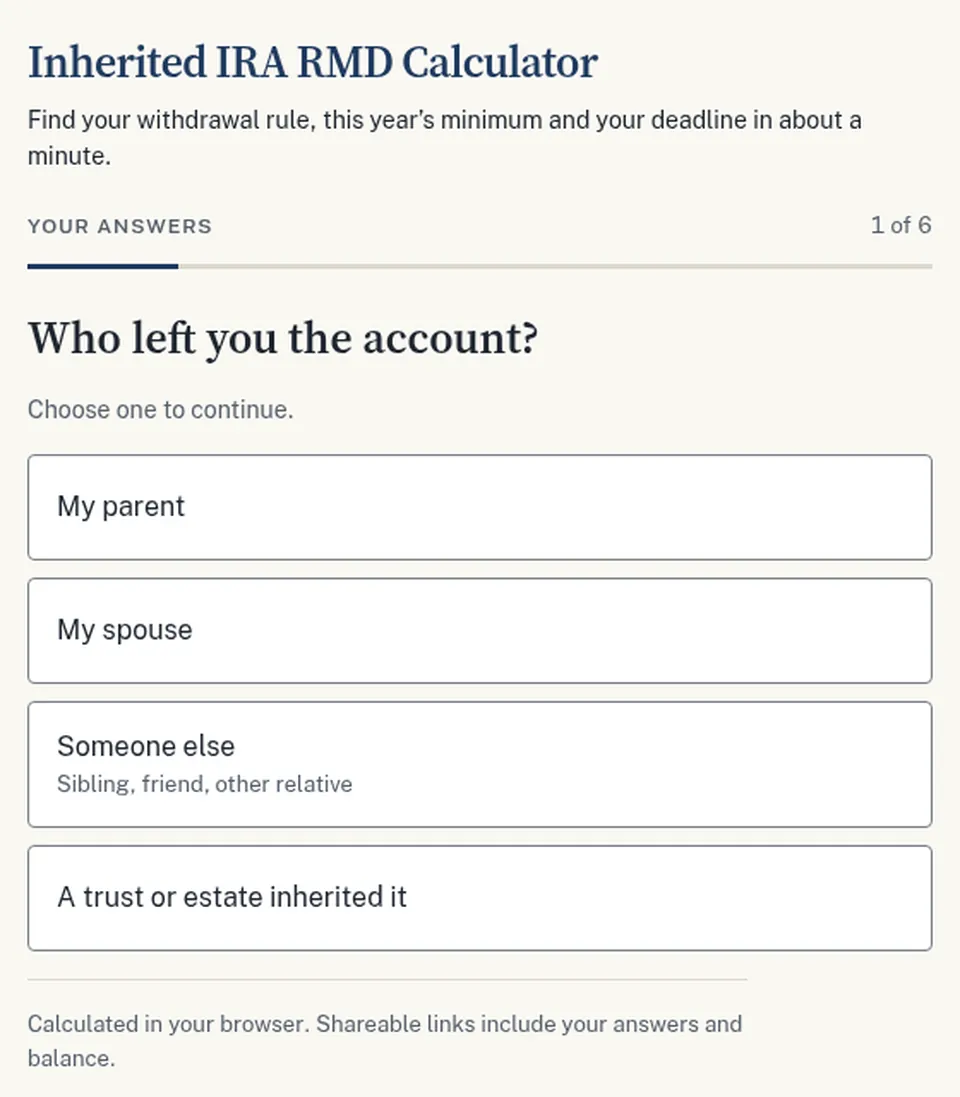 Inherited IRA RMD Calculator
Find your withdrawal rule, this year’s minimum and your deadline in about a
minute.
YOUR ANSWERS
1 of 6
Who left you the account?
Choose one to continue.
My parent
My spouse
Someone else
Sibling, friend, other relative
A trust or estate inherited it
Calculated in your browser. Shareable links include your answers and
balance.